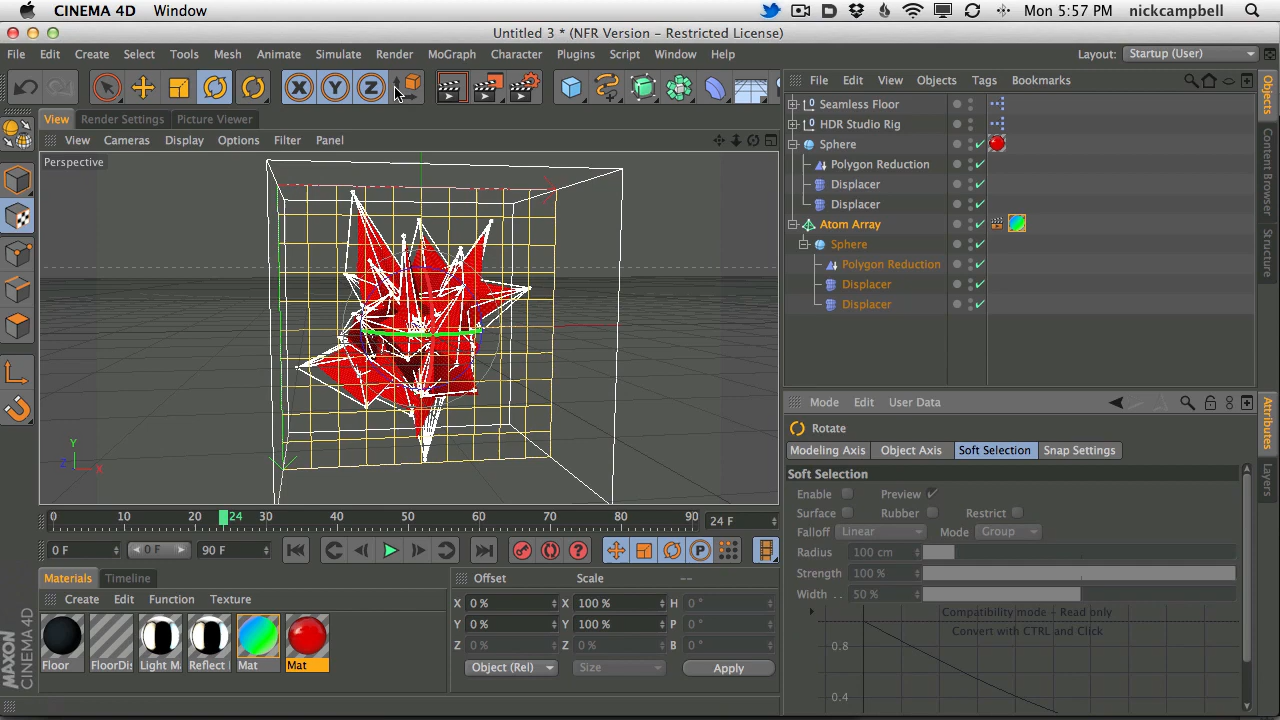 CINEMA 4D Window Mon 5:57 PM nickcampbell
Untitled 3 * (NFR Version - Restricted License)
File Edit Create Select Tools Mesh Animate Simulate Render MoGraph Character Plugins Script Window Help Layout: Startup (User)
X Y Z
File Edit View Objects Tags Bookmarks
View Render Settings Picture Viewer
View Cameras Display Options Filter Panel
Perspective
Seamless Floor
HDR Studio Rig
Sphere
Polygon Reduction
Displacer
Displacer
Atom Array
Sphere
Polygon Reduction
Displacer
Displacer
Objects
Content Browser
Structure
Y
Z X
Mode Edit User Data
Rotate
Modeling Axis Object Axis Soft Selection Snap Settings
Soft Selection
Enable Preview
Surface Rubber Restrict
Falloff Linear Mode Group
Radius 100 cm
Strength 100 %
Width 50 %
Compatibility mode - Read only
Convert with CTRL and Click
0.8
0.4
Attributes
Layers
0 10 20 24 30 40 50 60 70 80 90 24 F
0 F 0 F 90 F P
Materials Timeline
Create Edit Function Texture
Floor FloorDis Light Ma Reflect Mat Mat
Offset Scale --
X 0 % X 100 % H 0 °
Y 0 % Y 100 % P 0 °
Z 0 % Z 100 % B 0 °
Object (Rel) Size Apply
MAXON
CINEMA 4D